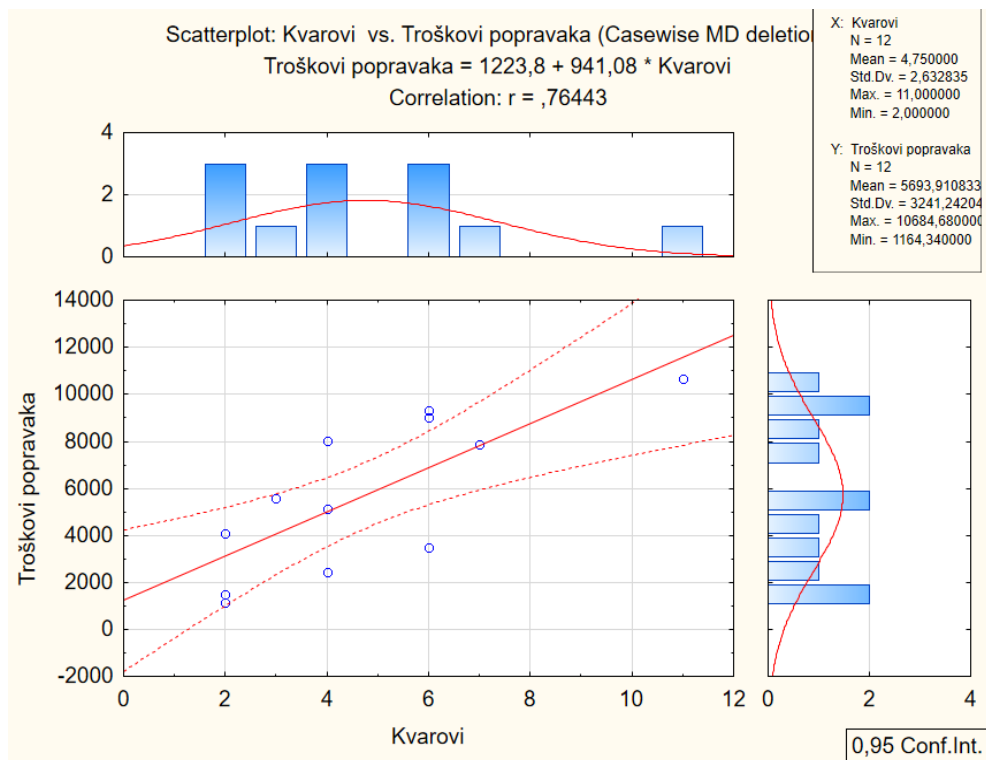 Scatterplot: Kvarovi vs. Troškovi popravaka (Casewise MD deletion
Troškovi popravaka = 1223,8 + 941,08 * Kvarovi
Correlation: r = ,76443
X: Kvarovi
N = 12
Mean = 4,750000
Std.Dv. = 2,632835
Max. = 11,000000
Min. = 2,000000
Y: Troškovi popravaka
N = 12
Mean = 5693,910833
Std.Dv. = 3241,24204
Max. = 10684,680000
Min. = 1164,340000
4
2
0
14000
12000
10000
8000
6000
4000
2000
0
-2000
Troškovi popravaka
0 2 4 6 8 10 12
Kvarovi
0 2 4
0,95 Conf.Int.